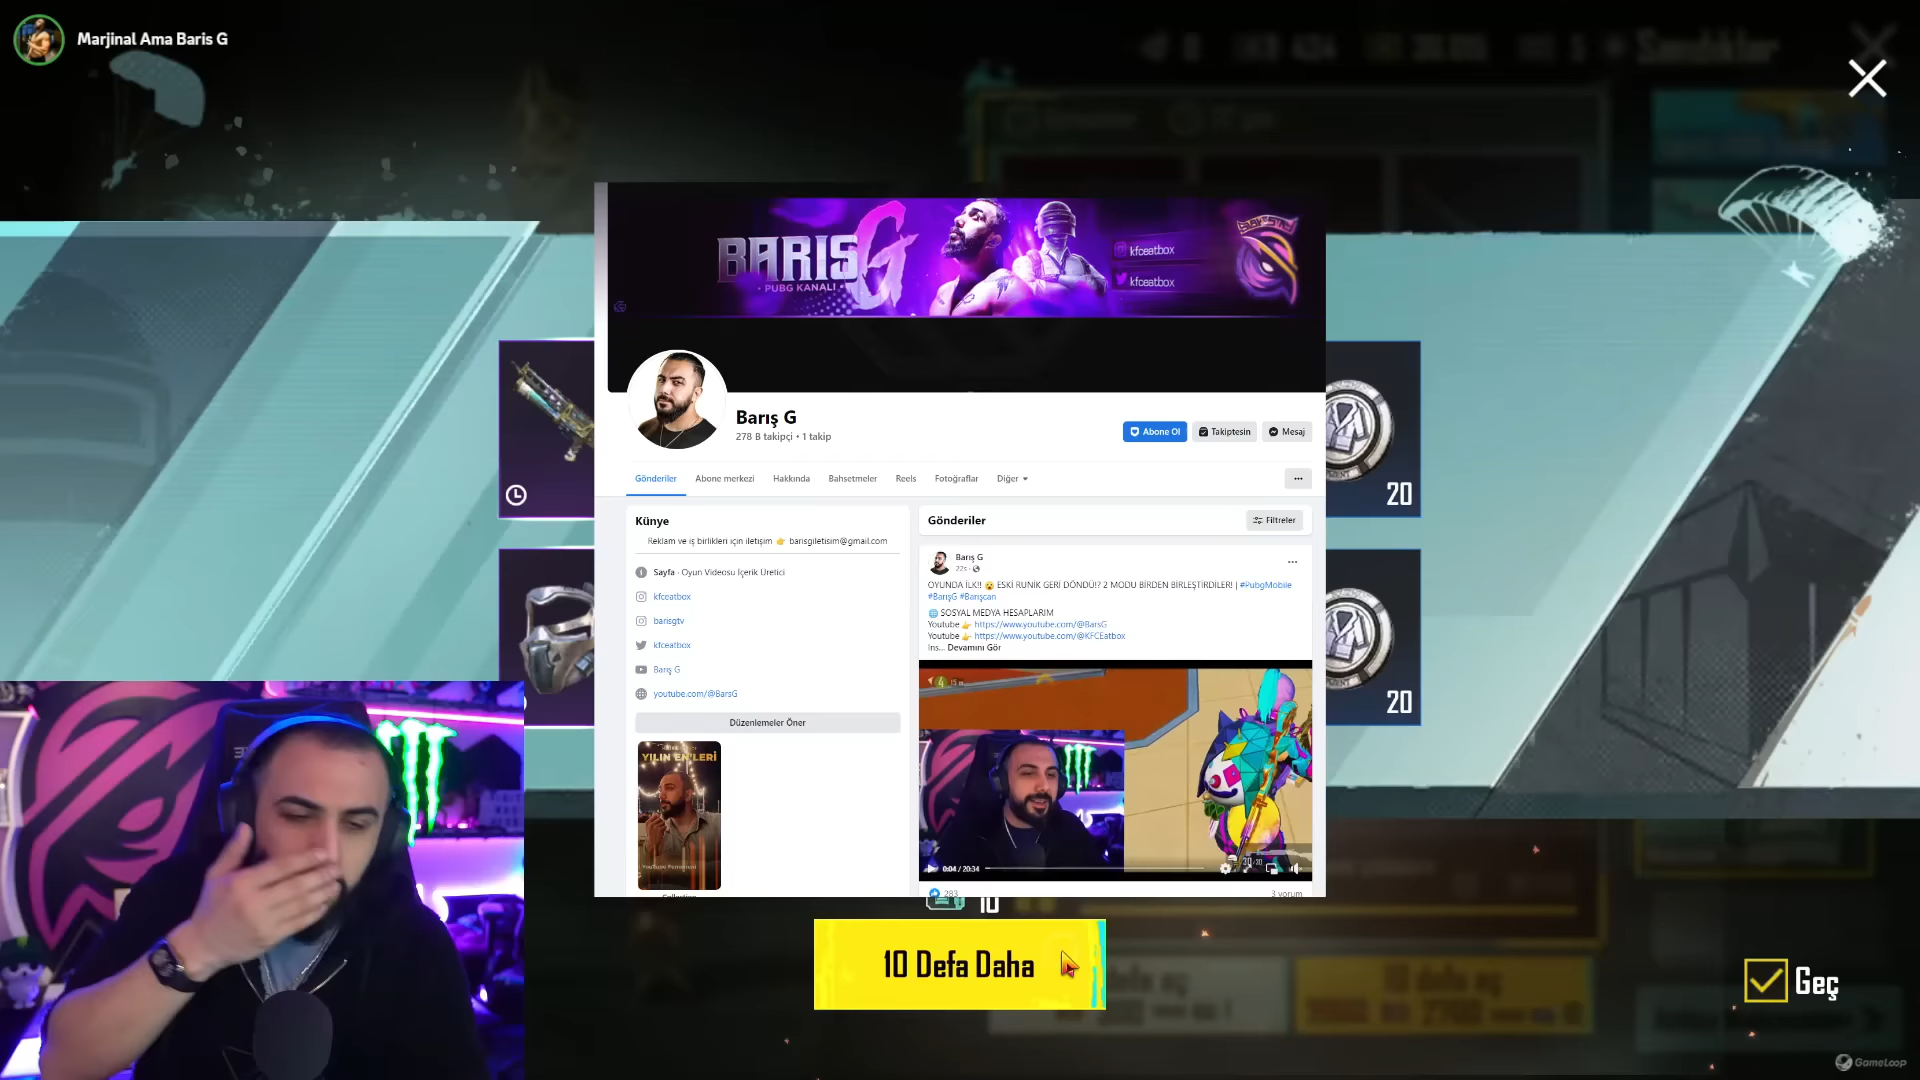 Marjinal Ama Baris G
Sandıklar
BARIS G
• PUBG KANALI •
kfceatbox
kfceatbox
Barış G
278 B takipçi • 1 takip
Abone Ol
Takiptesin
Mesaj
Gönderiler
Abone merkezi
Hakkında
Bahsetmeler
Reels
Fotoğraflar
Diğer
Künye
Reklam ve iş birlikleri için iletişim 👉 barisgiletisim@gmail.com
Sayfa · Oyun Videosu İçerik Üretici
kfceatbox
barisgtv
kfceatbox
Barış G
youtube.com/@BarsG
Düzenlemeler Öner
YILIN EN'LERİ
Gönderiler
Filtreler
Barış G
22s ·
OYUNDA İLK!! 😮 ESKİ RUNİK GERİ DÖNDÜ!? 2 MODU BİRDEN BİRLEŞTİRDİLER! | #PubgMobile
#BarışG #Barışcan
🌐 SOSYAL MEDYA HESAPLARIM
Youtube 👉 https://www.youtube.com/@BarsG
Youtube 👉 https://www.youtube.com/@KFCEatbox
Ins... Devamını Gör
0:04 / 20:34
283
3 yorum
20
20
10
10 Defa Daha
Geç
GameLoop